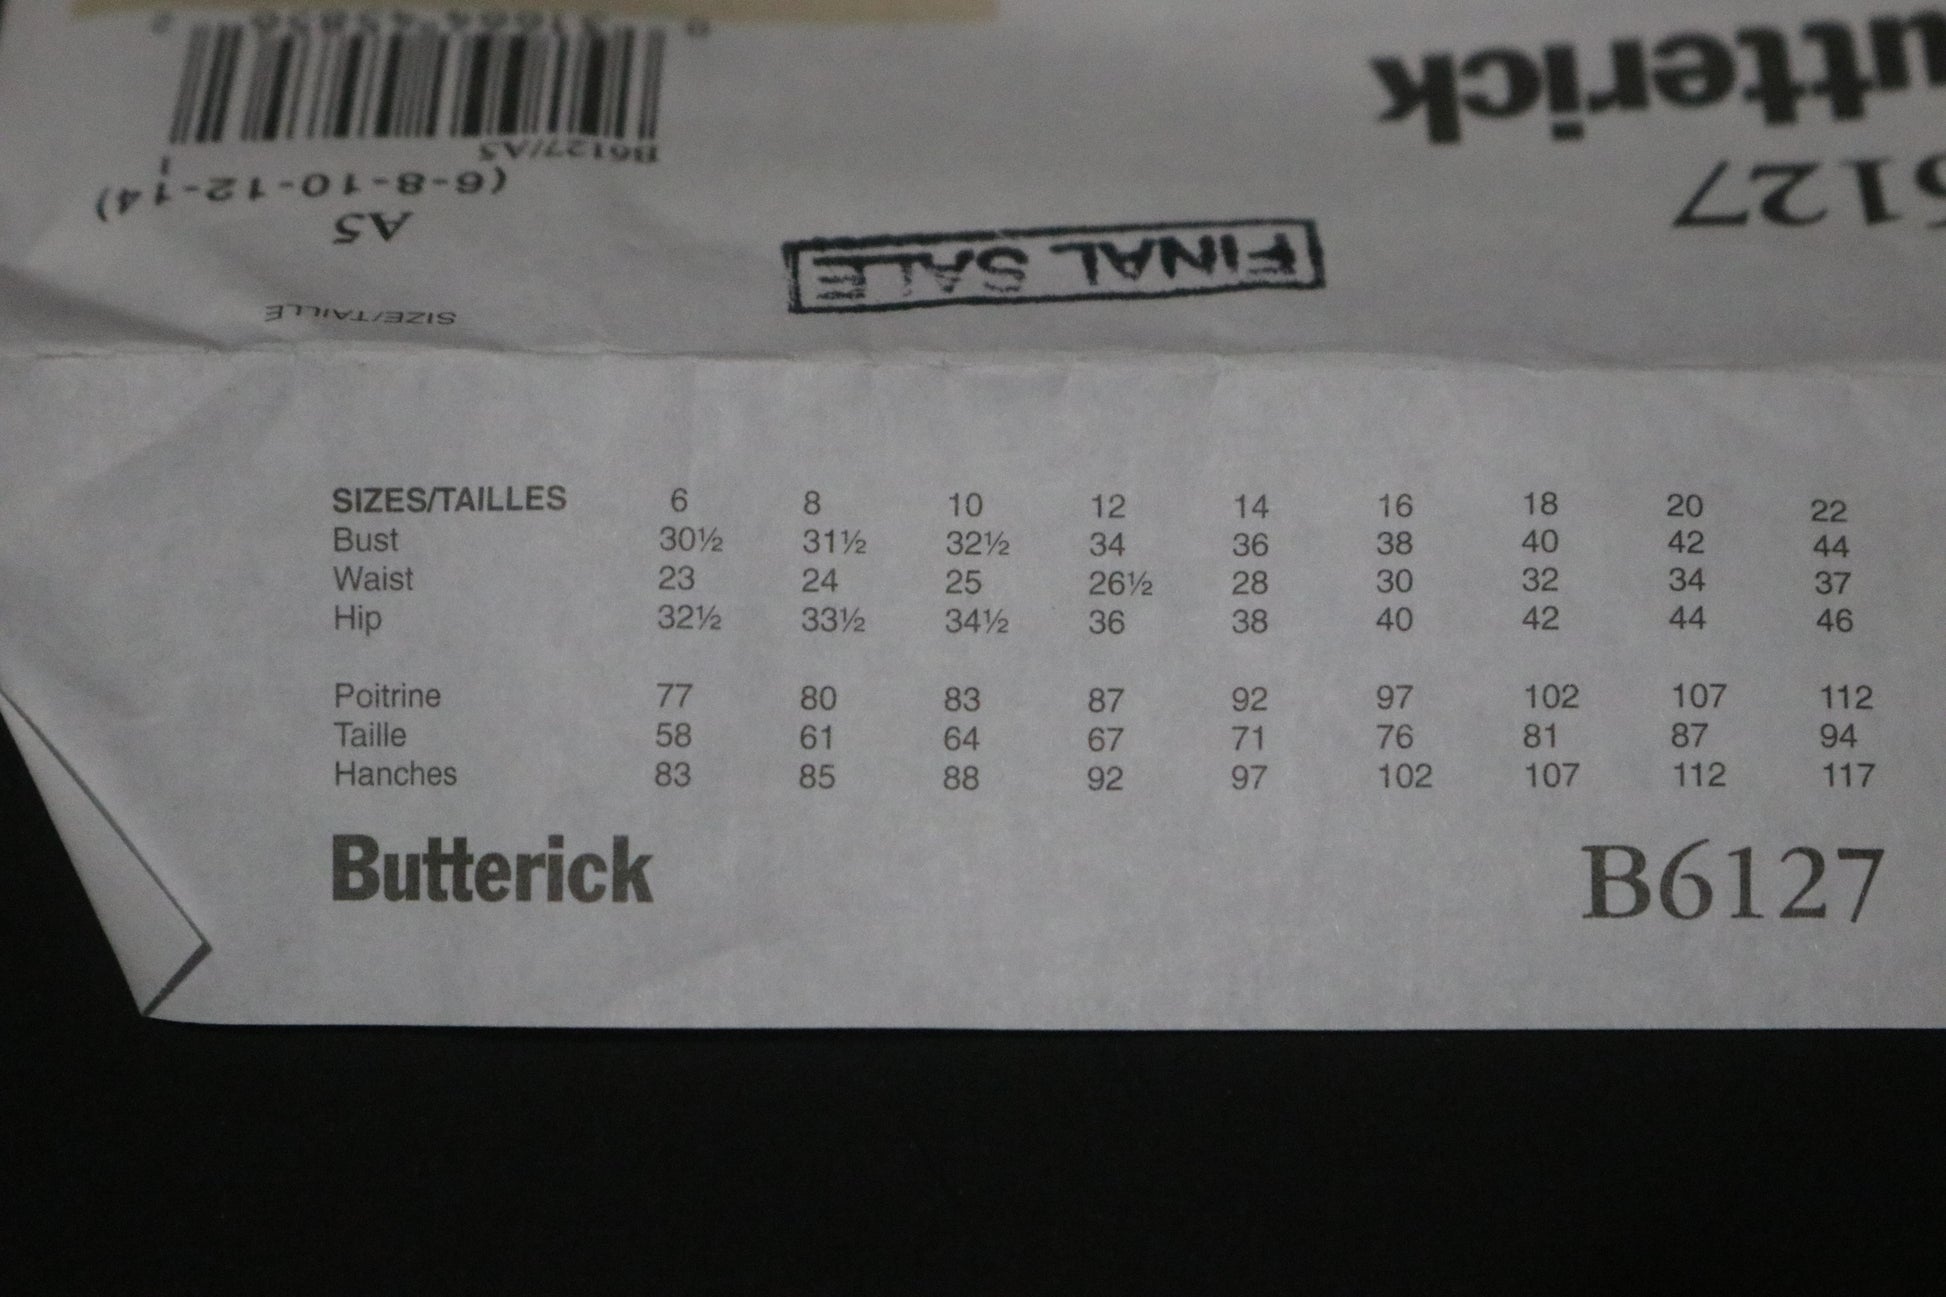 utterick
6127
B6127/A5
(6-8-10-12-14)
A5
SIZE/TAILLE
FINAL SALE
SIZES/TAILLES 6 8 10 12 14 16 18 20 22
Bust 30½ 31½ 32½ 34 36 38 40 42 44
Waist 23 24 25 26½ 28 30 32 34 37
Hip 32½ 33½ 34½ 36 38 40 42 44 46
Poitrine 77 80 83 87 92 97 102 107 112
Taille 58 61 64 67 71 76 81 87 94
Hanches 83 85 88 92 97 102 107 112 117
Butterick B6127